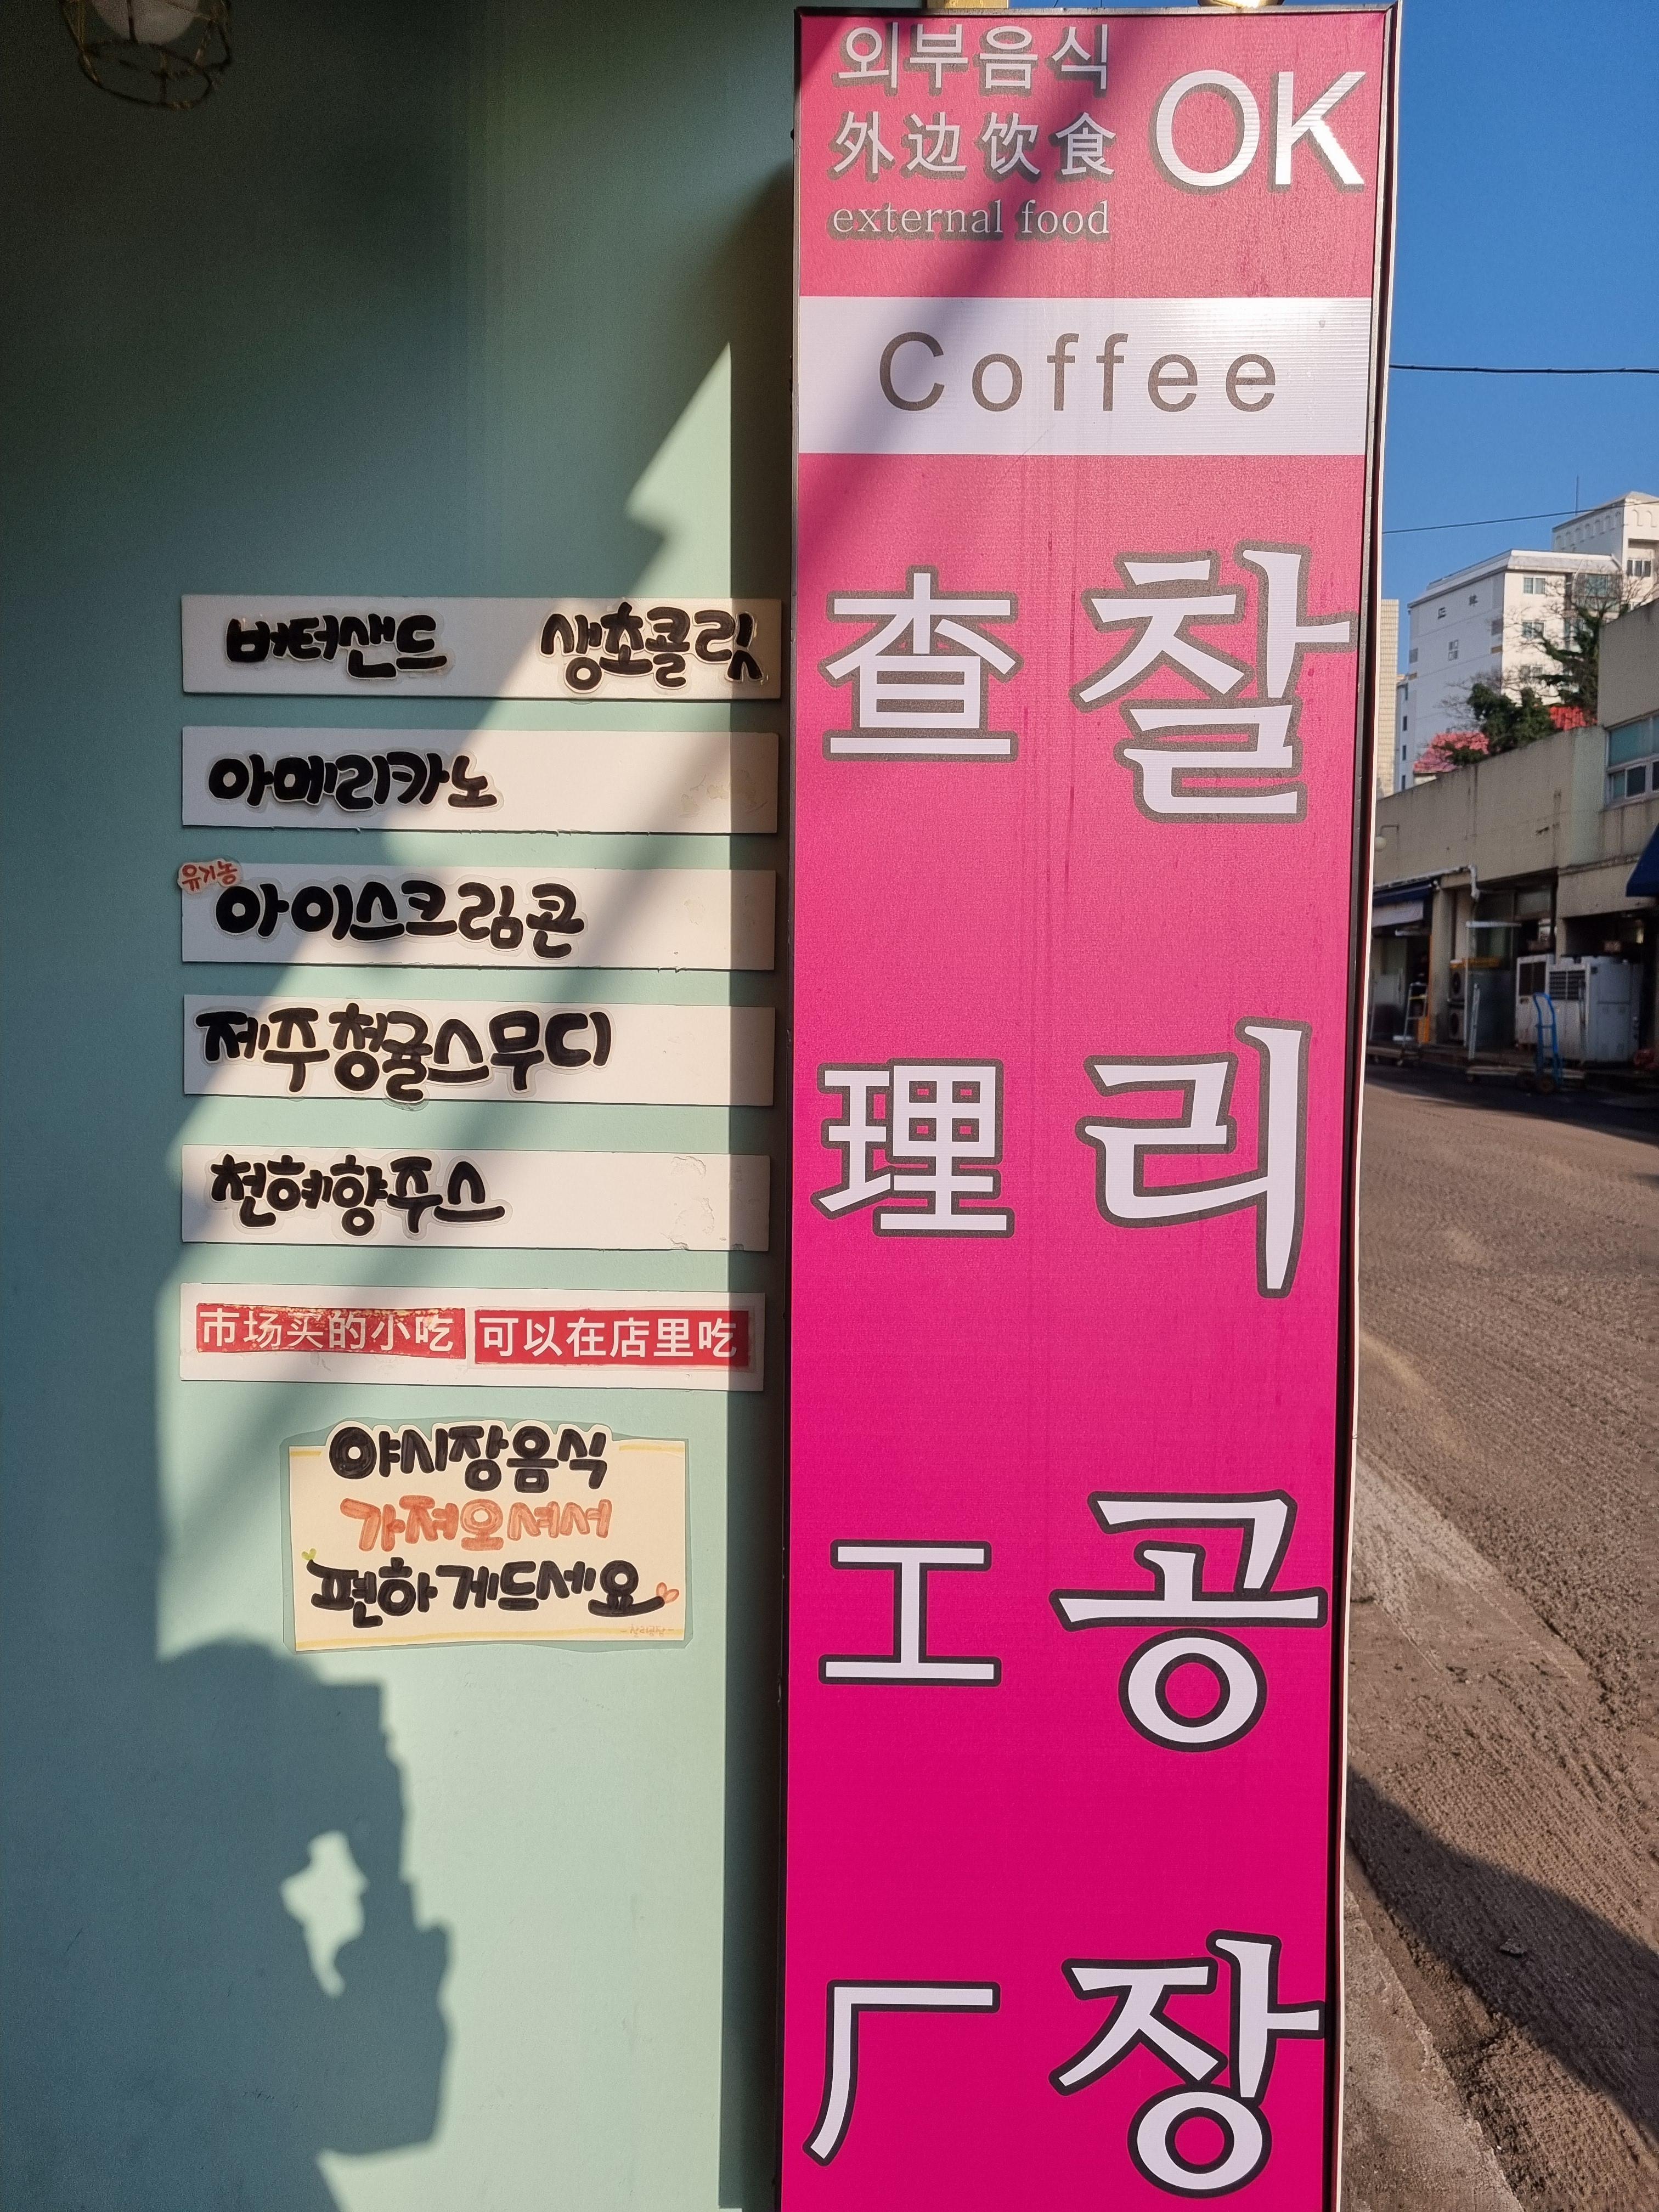 외부음식
外边饮食
OK
external food
Coffee
查理工厂
찰리공장
버터샌드 생초콜릿
아메리카노
유기농
아이스크림콘
제주청귤스무디
천혜향주스
市场买的小吃 可以在店里吃
야시장음식
가져오셔서
편하게드세요
-찰리공장-